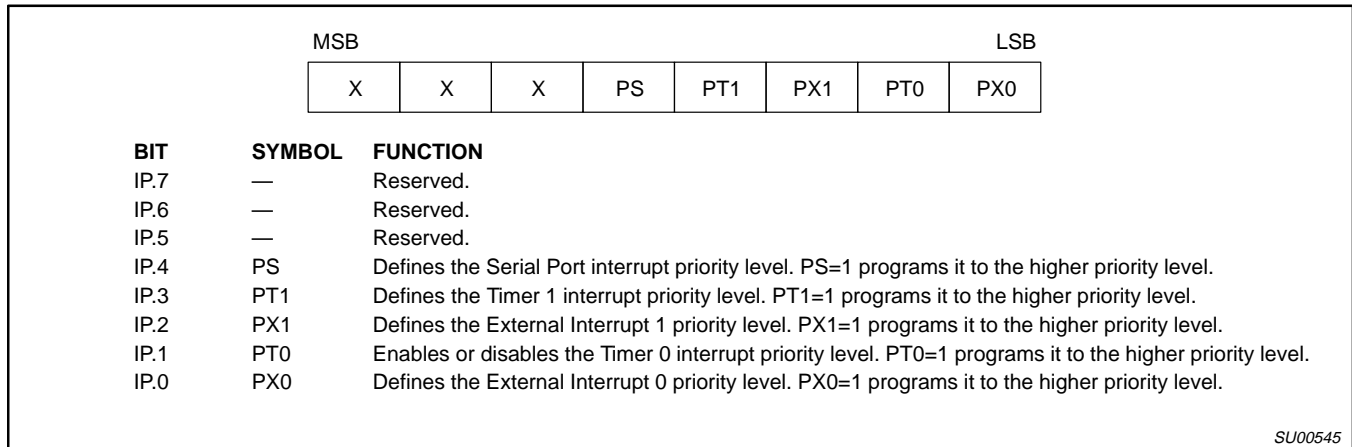 MSB LSB
X X X PS PT1 PX1 PT0 PX0
BIT SYMBOL FUNCTION
IP.7 — Reserved.
IP.6 — Reserved.
IP.5 — Reserved.
IP.4 PS Defines the Serial Port interrupt priority level. PS=1 programs it to the higher priority level.
IP.3 PT1 Defines the Timer 1 interrupt priority level. PT1=1 programs it to the higher priority level.
IP.2 PX1 Defines the External Interrupt 1 priority level. PX1=1 programs it to the higher priority level.
IP.1 PT0 Enables or disables the Timer 0 interrupt priority level. PT0=1 programs it to the higher priority level.
IP.0 PX0 Defines the External Interrupt 0 priority level. PX0=1 programs it to the higher priority level.
SU00545